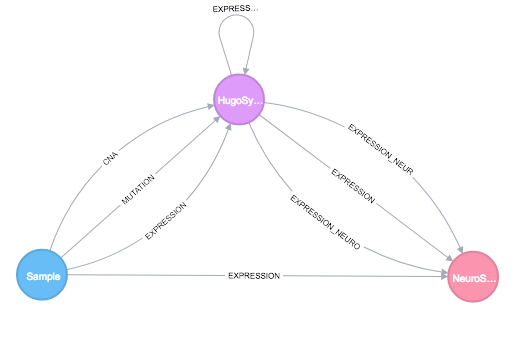 EXPRESS...
HugoSy...
CNA
MUTATION
EXPRESSION
EXPRESSION_NEUR
EXPRESSION
EXPRESSION_NEURO
Sample
EXPRESSION
NeuroS...